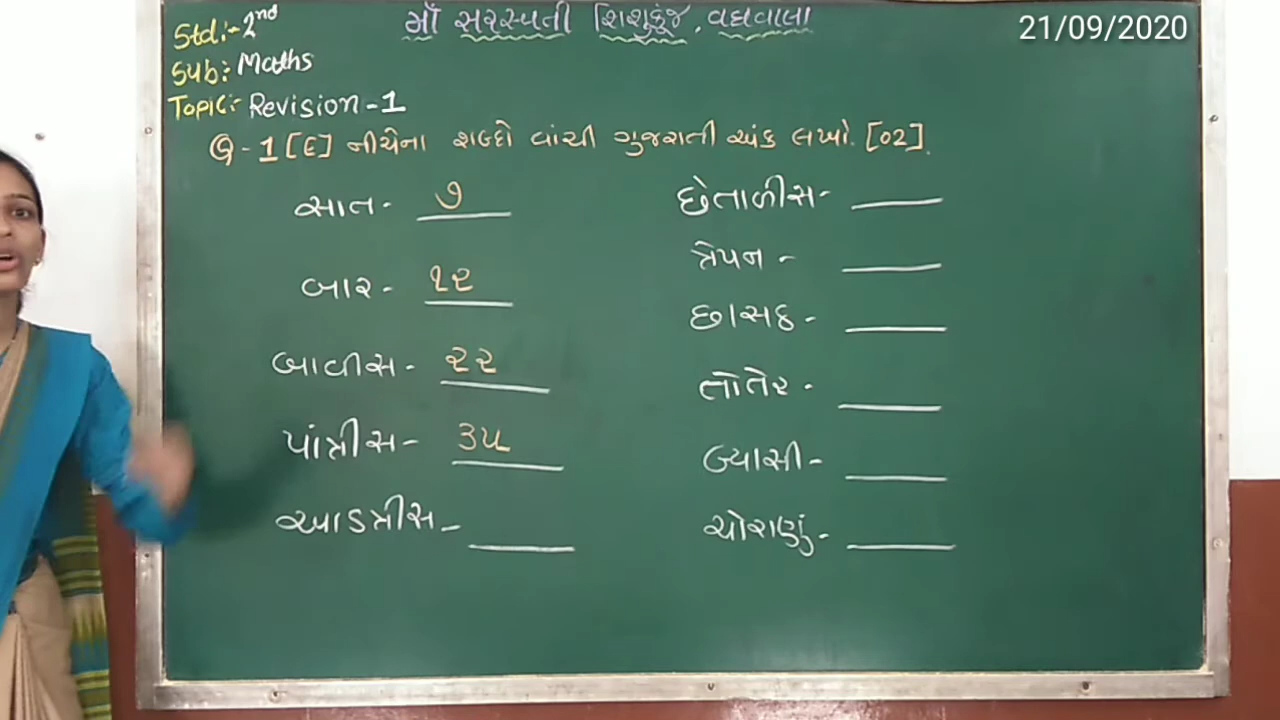 માઁ સરસ્વતી શિશુકુંજ, વઘવાલા
21/09/2020
Std:-2nd
Sub: Maths
Topic:- Revision-1
Q-1 [E] નીચેના શબ્દો વાંચી ગુજરાતી અંક લખો. [02].
સાત- ૭
બાર- ૧૨
બાવીસ- ૨૨
પાંત્રીસ- ૩૫
આડત્રીસ-
છેતાળીસ-
ત્રેપન-
છાસઠ-
તોતેર-
બ્યાસી-
ચોરાણું-